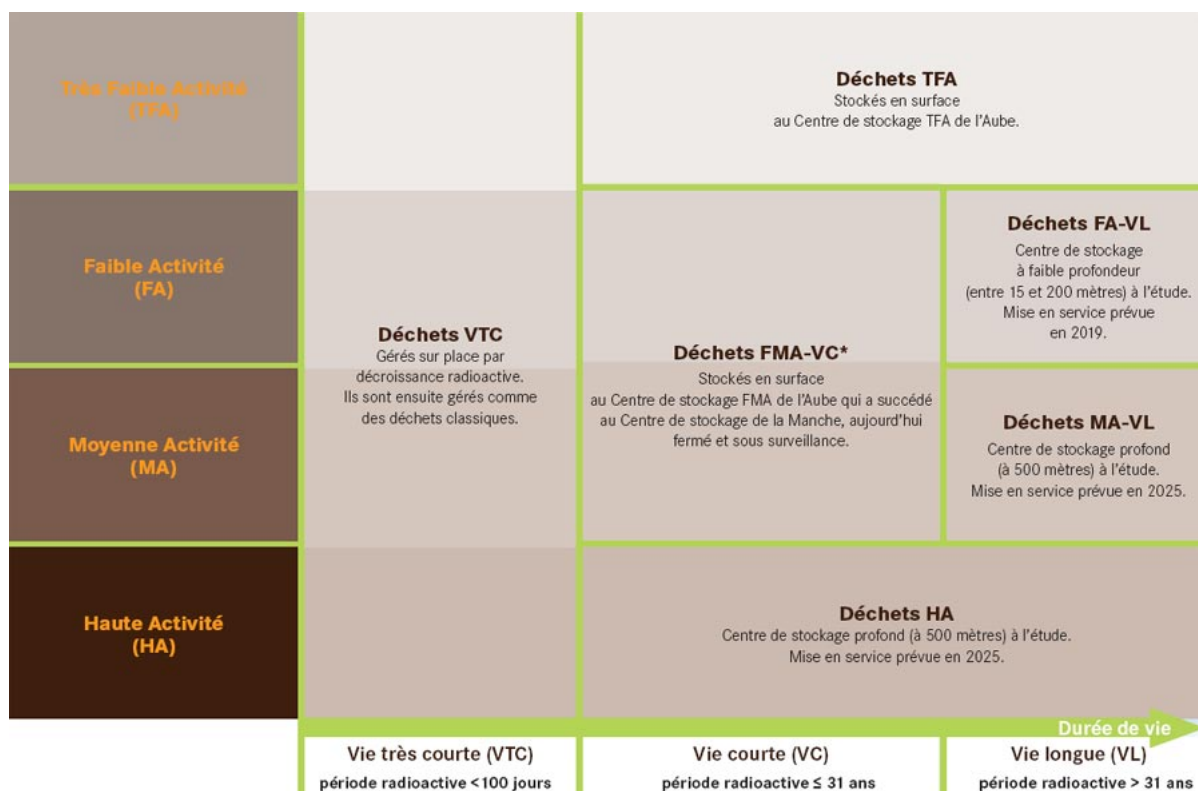 Très Faible Activité
(TFA)
Déchets TFA
Stockés en surface
au Centre de stockage TFA de l'Aube.
Faible Activité
(FA)
Déchets VTC
Gérés sur place par
décroissance radioactive.
Ils sont ensuite gérés comme
des déchets classiques.
Déchets FMA-VC*
Stockés en surface
au Centre de stockage FMA de l'Aube qui a succédé
au Centre de stockage de la Manche, aujourd'hui
fermé et sous surveillance.
Déchets FA-VL
Centre de stockage
à faible profondeur
(entre 15 et 200 mètres) à l'étude.
Mise en service prévue
en 2019.
Moyenne Activité
(MA)
Déchets MA-VL
Centre de stockage profond
(à 500 mètres) à l'étude.
Mise en service prévue en 2025.
Haute Activité
(HA)
Déchets HA
Centre de stockage profond (à 500 mètres) à l'étude.
Mise en service prévue en 2025.
Durée de vie
Vie très courte (VTC)
période radioactive <100 jours
Vie courte (VC)
période radioactive ≤ 31 ans
Vie longue (VL)
période radioactive > 31 ans